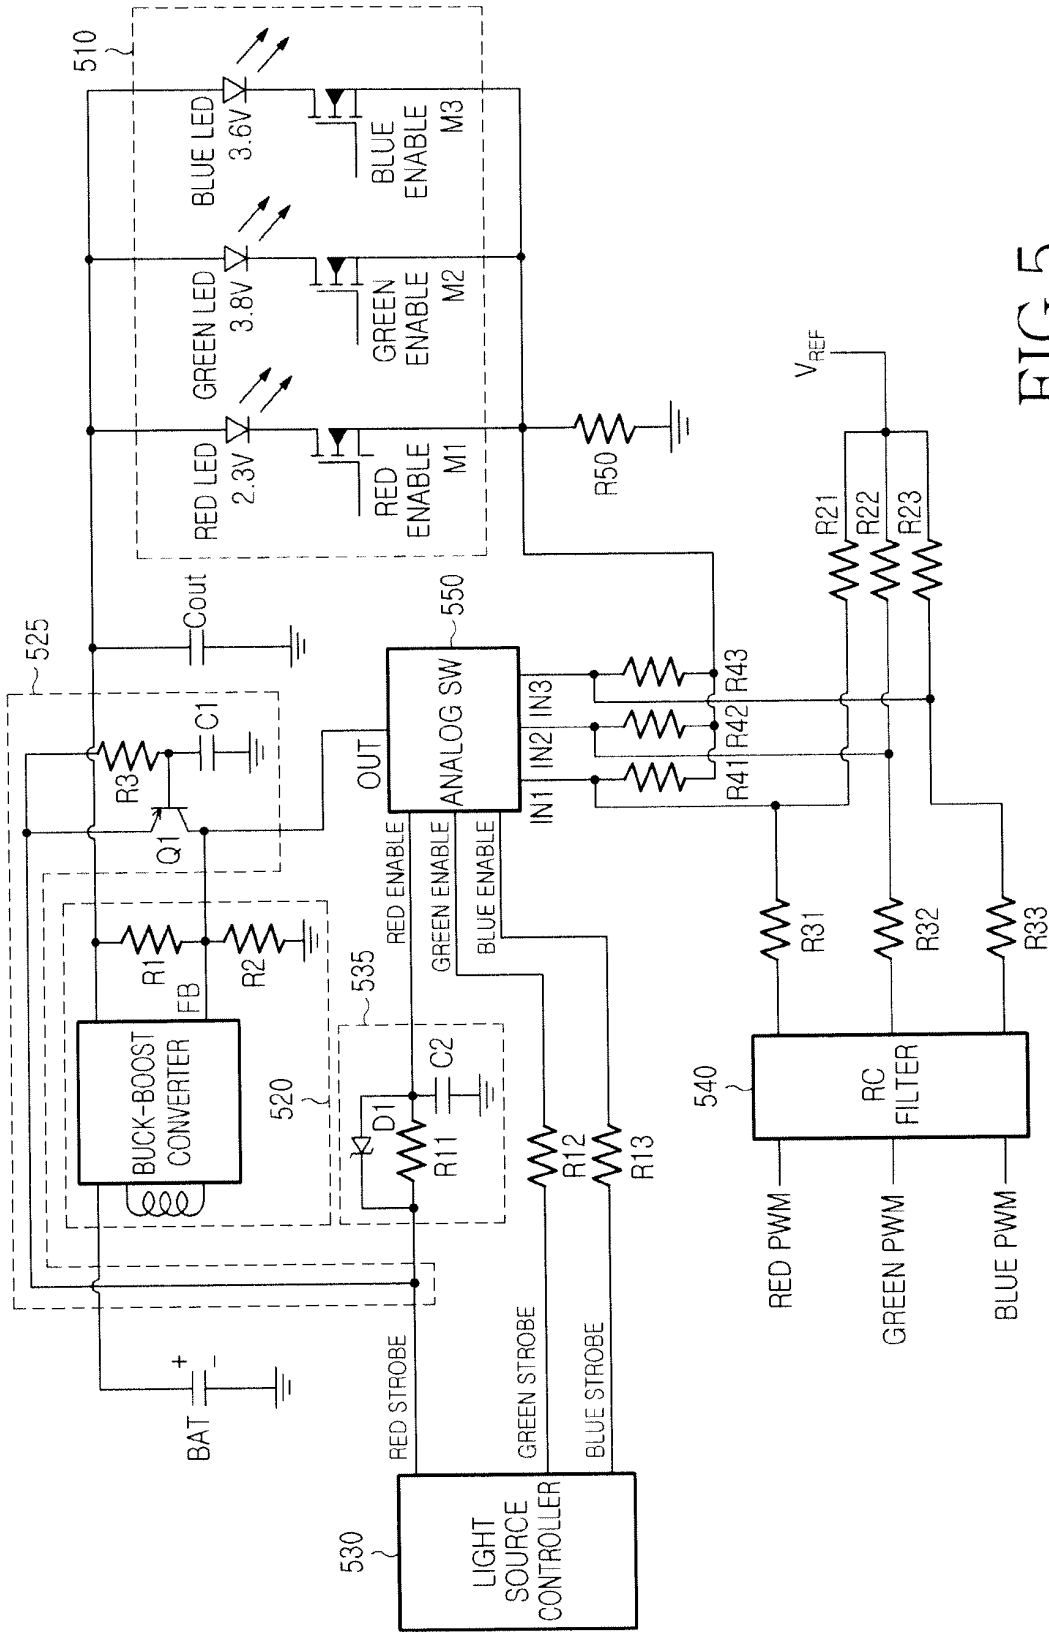 510
BLUE LED
3.6V
BLUE
ENABLE
M3
GREEN LED
3.8V
GREEN
ENABLE
M2
RED LED
2.3V
RED
ENABLE
M1
R50
525
Cout
R3
C1
Q1
R1
R2
FB
BUCK-BOOST
CONVERTER
520
BAT
+
-
OUT
ANALOG SW
550
IN1
IN2
IN3
R41
R42
R43
RED ENABLE
GREEN ENABLE
BLUE ENABLE
535
D1
C2
R11
R12
R13
RED STROBE
GREEN STROBE
BLUE STROBE
530
LIGHT
SOURCE
CONTROLLER
VREF
R21
R22
R23
R31
R32
R33
540
RC
FILTER
RED PWM
GREEN PWM
BLUE PWM
FIG.5